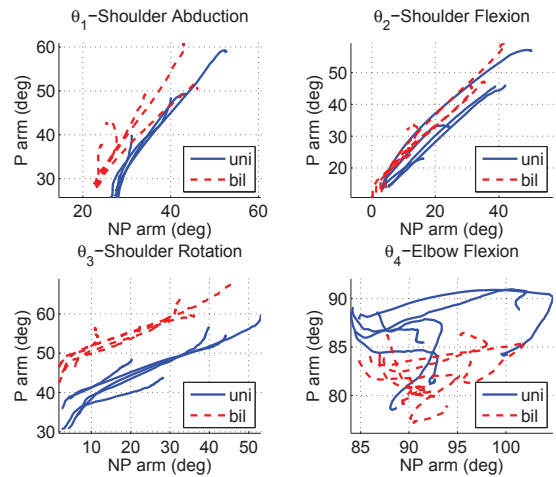 θ1−Shoulder Abduction
60
50
40
30
20 40 60
P arm (deg)
NP arm (deg)
uni
bil
θ2−Shoulder Flexion
50
40
30
20
0 20 40
P arm (deg)
NP arm (deg)
uni
bil
θ3−Shoulder Rotation
70
60
50
40
30
10 20 30 40 50
P arm (deg)
NP arm (deg)
uni
bil
θ4−Elbow Flexion
90
85
80
85 90 95 100
P arm (deg)
NP arm (deg)
uni
bil